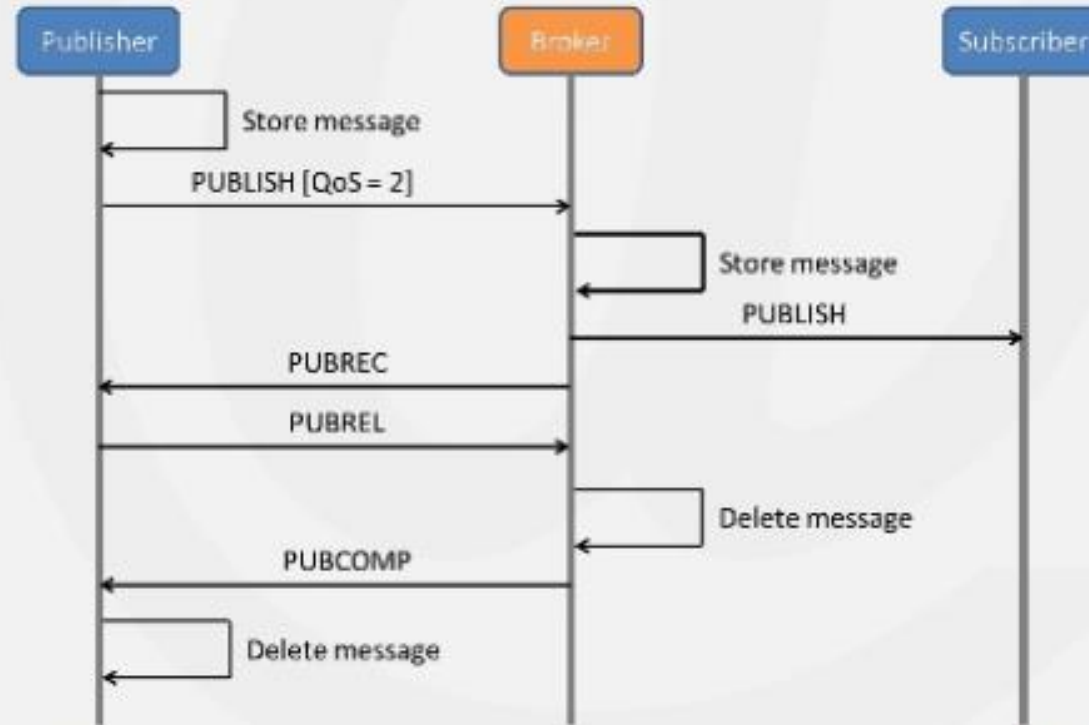 Publisher
Broker
Subscriber
Store message
PUBLISH [QoS = 2]
Store message
PUBLISH
PUBREC
PUBREL
Delete message
PUBCOMP
Delete message